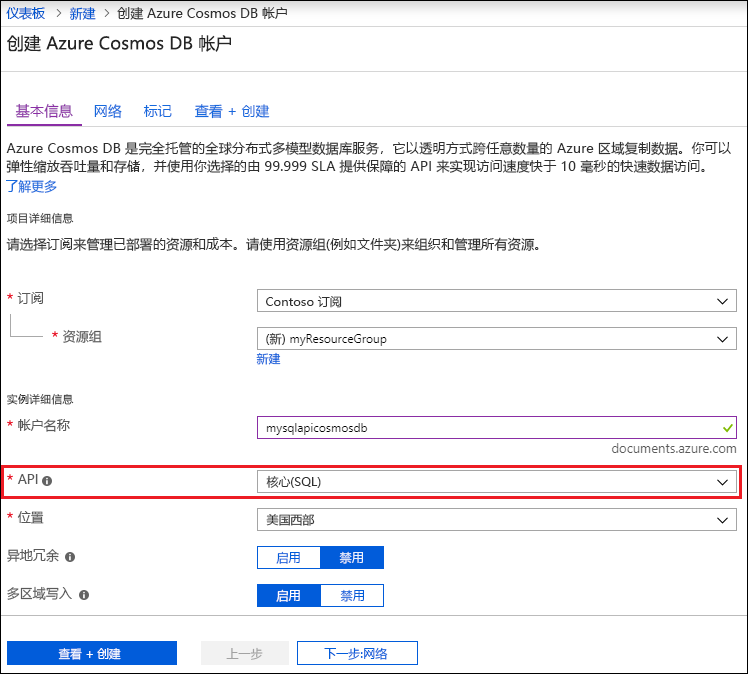 仪表板 > 新建 > 创建 Azure Cosmos DB 帐户
创建 Azure Cosmos DB 帐户
基本信息 网络 标记 查看 + 创建
Azure Cosmos DB 是完全托管的全球分布式多模型数据库服务，它以透明方式跨任意数量的 Azure 区域复制数据。你可以
弹性缩放吞吐量和存储，并使用你选择的由 99.999 SLA 提供保障的 API 来实现访问速度快于 10 毫秒的快速数据访问。
了解更多
项目详细信息
请选择订阅来管理已部署的资源和成本。请使用资源组(例如文件夹)来组织和管理所有资源。
* 订阅 Contoso 订阅
* 资源组 (新) myResourceGroup
新建
实例详细信息
* 帐户名称 mysqlapicosmosdb
documents.azure.com
* API 核心(SQL)
* 位置 美国西部
异地冗余 启用 禁用
多区域写入 启用 禁用
查看 + 创建 上一步 下一步:网络